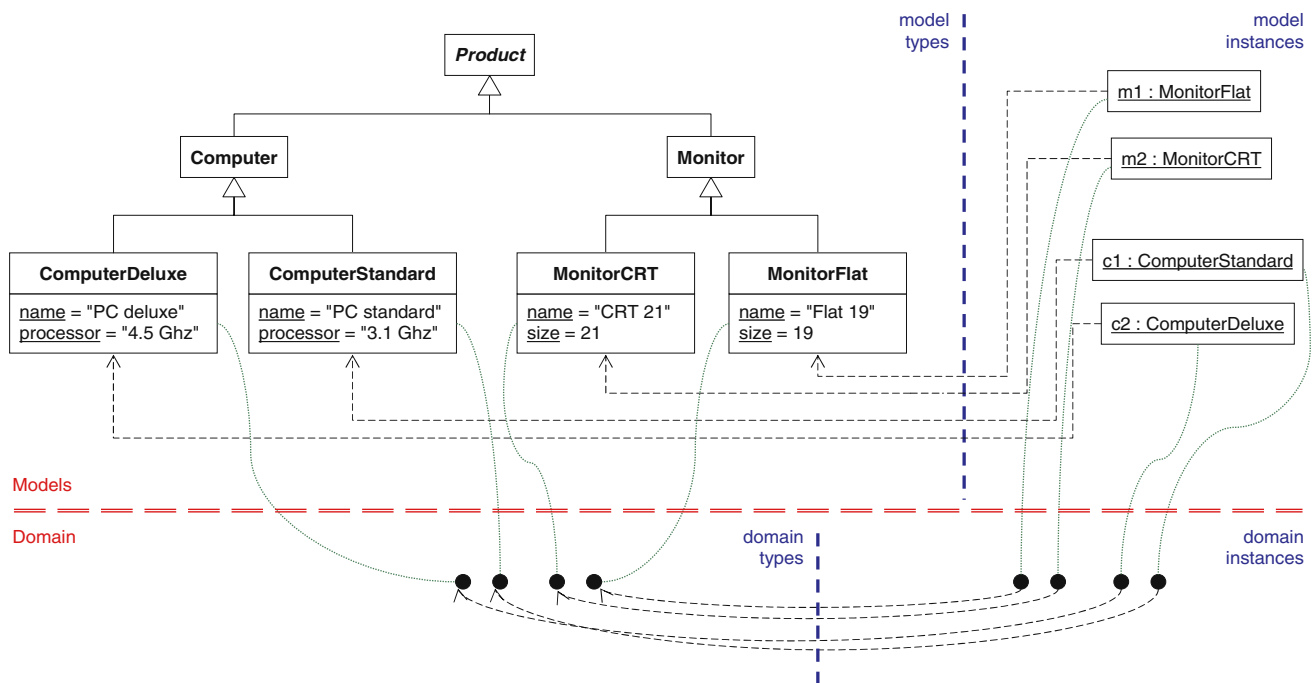 model
types
model
instances
Product
m1 : MonitorFlat
Computer
Monitor
m2 : MonitorCRT
ComputerDeluxe
name = "PC deluxe"
processor = "4.5 Ghz"
ComputerStandard
name = "PC standard"
processor = "3.1 Ghz"
MonitorCRT
name = "CRT 21"
size = 21
MonitorFlat
name = "Flat 19"
size = 19
c1 : ComputerStandard
c2 : ComputerDeluxe
Models
Domain
domain
types
domain
instances